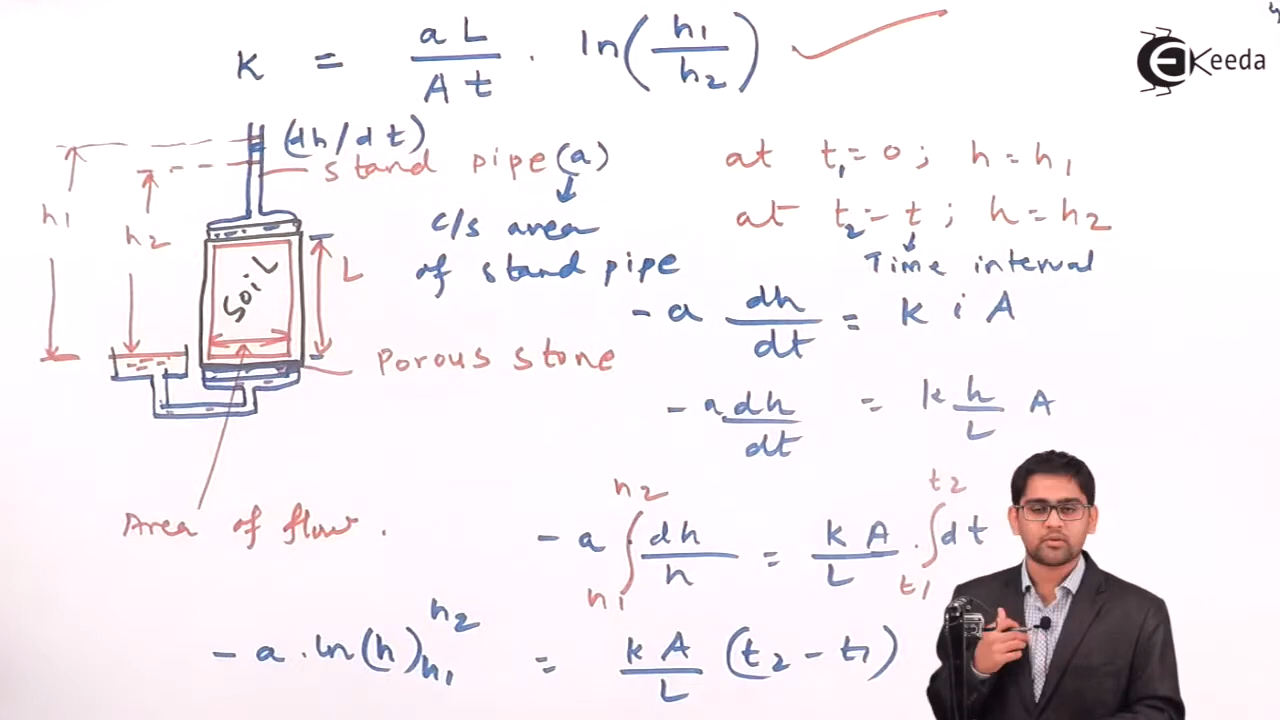 K = aL/At · ln(h1/h2)
EKeeda
(dh/dt)
stand pipe (a)
c/s area
of stand pipe
h1
h2
Soil
L
Porous stone
Area of flow.
at t1=0; h=h1
at t2=t; h=h2
Time interval
-a dh/dt = k i A
-a dh/dt = k h/L A
-a ∫h1^h2 dh/h = kA/L · ∫t1^t2 dt
-a · ln(h)h1^h2 = kA/L (t2 - t1)